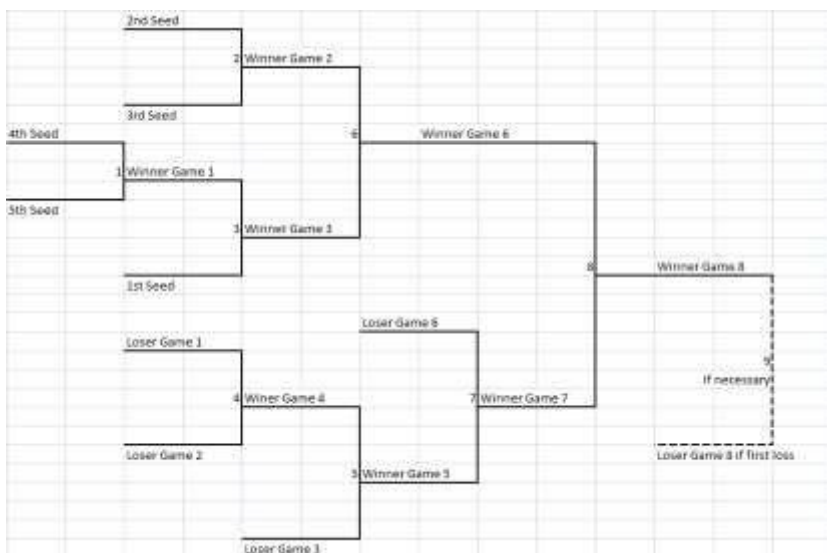 2nd Seed
2 Winner Game 2
3rd Seed
4th Seed
6 Winner Game 6
1 Winner Game 1
5th Seed
3 Winner Game 3
8 Winner Game 8
1st Seed
Loser Game 6
Loser Game 1
9
If necessary
4 Winer Game 4
7 Winner Game 7
Loser Game 2
Loser Game 8 if first loss
5 Winner Game 5
Loser Game 3